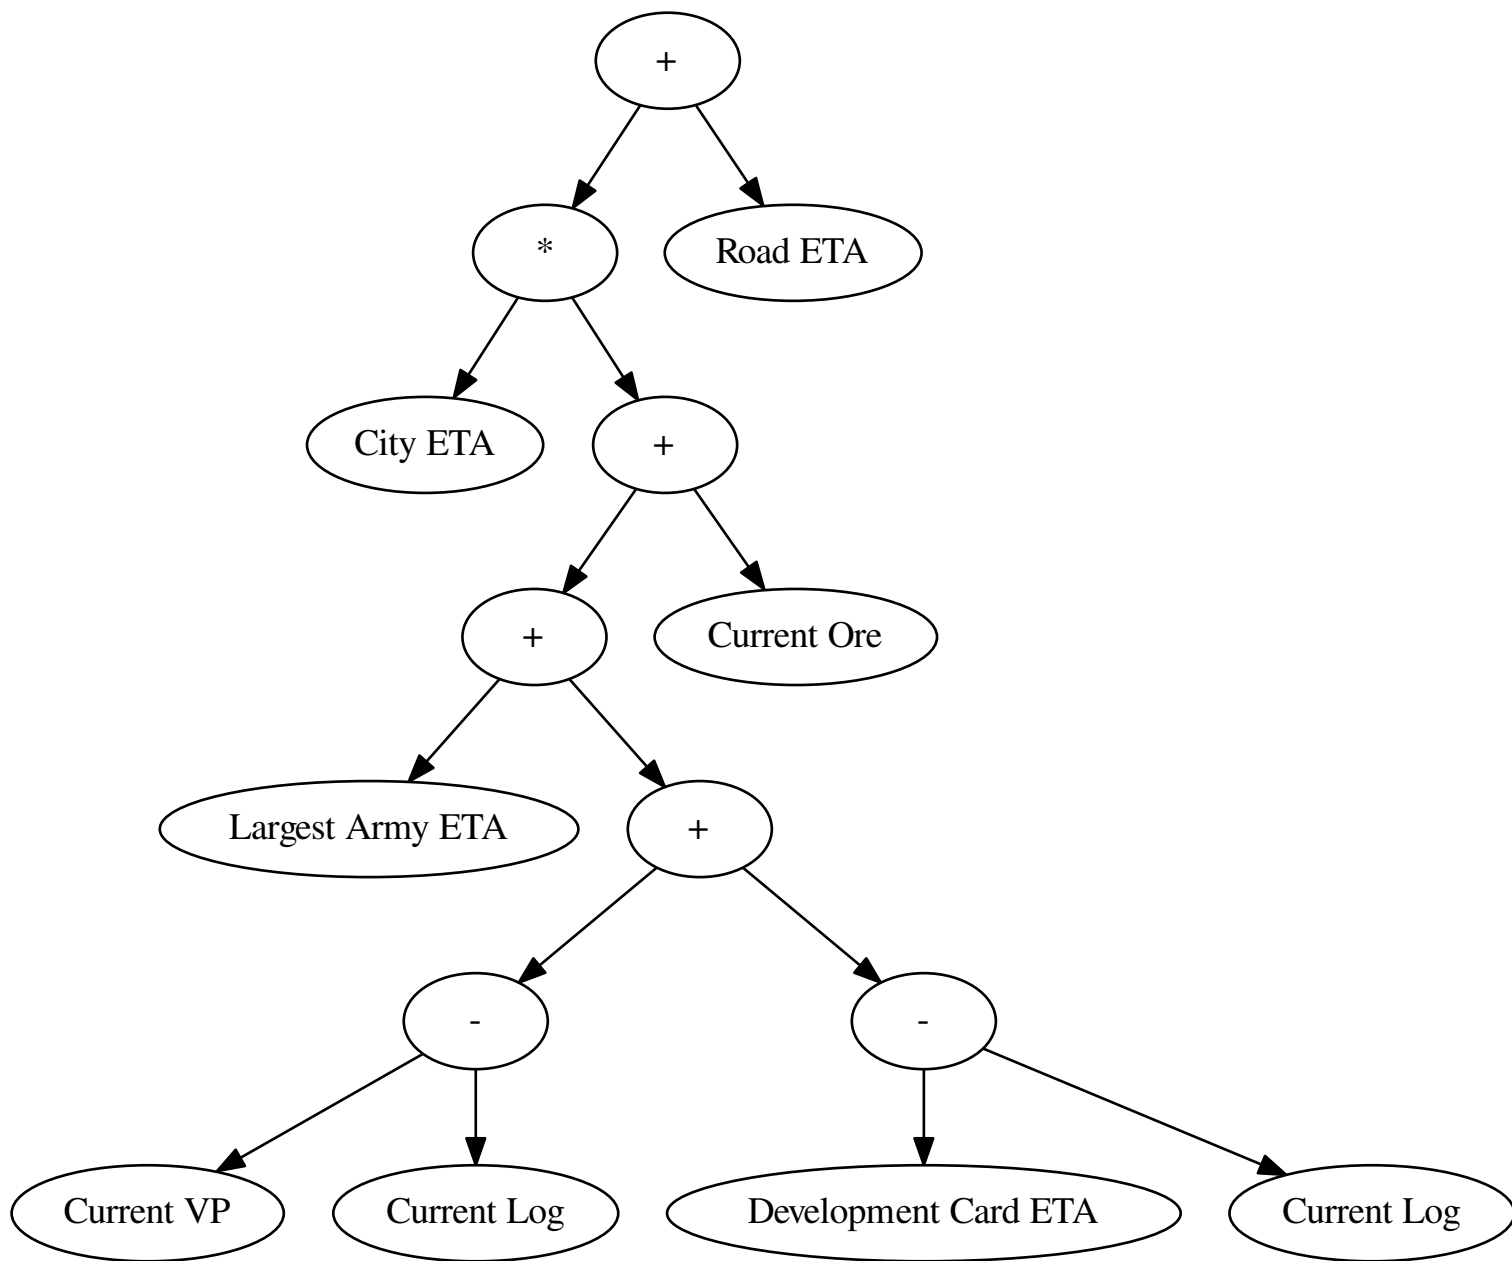 +
*
Road ETA
City ETA
+
+
Current Ore
Largest Army ETA
+
-
-
Current VP
Current Log
Development Card ETA
Current Log